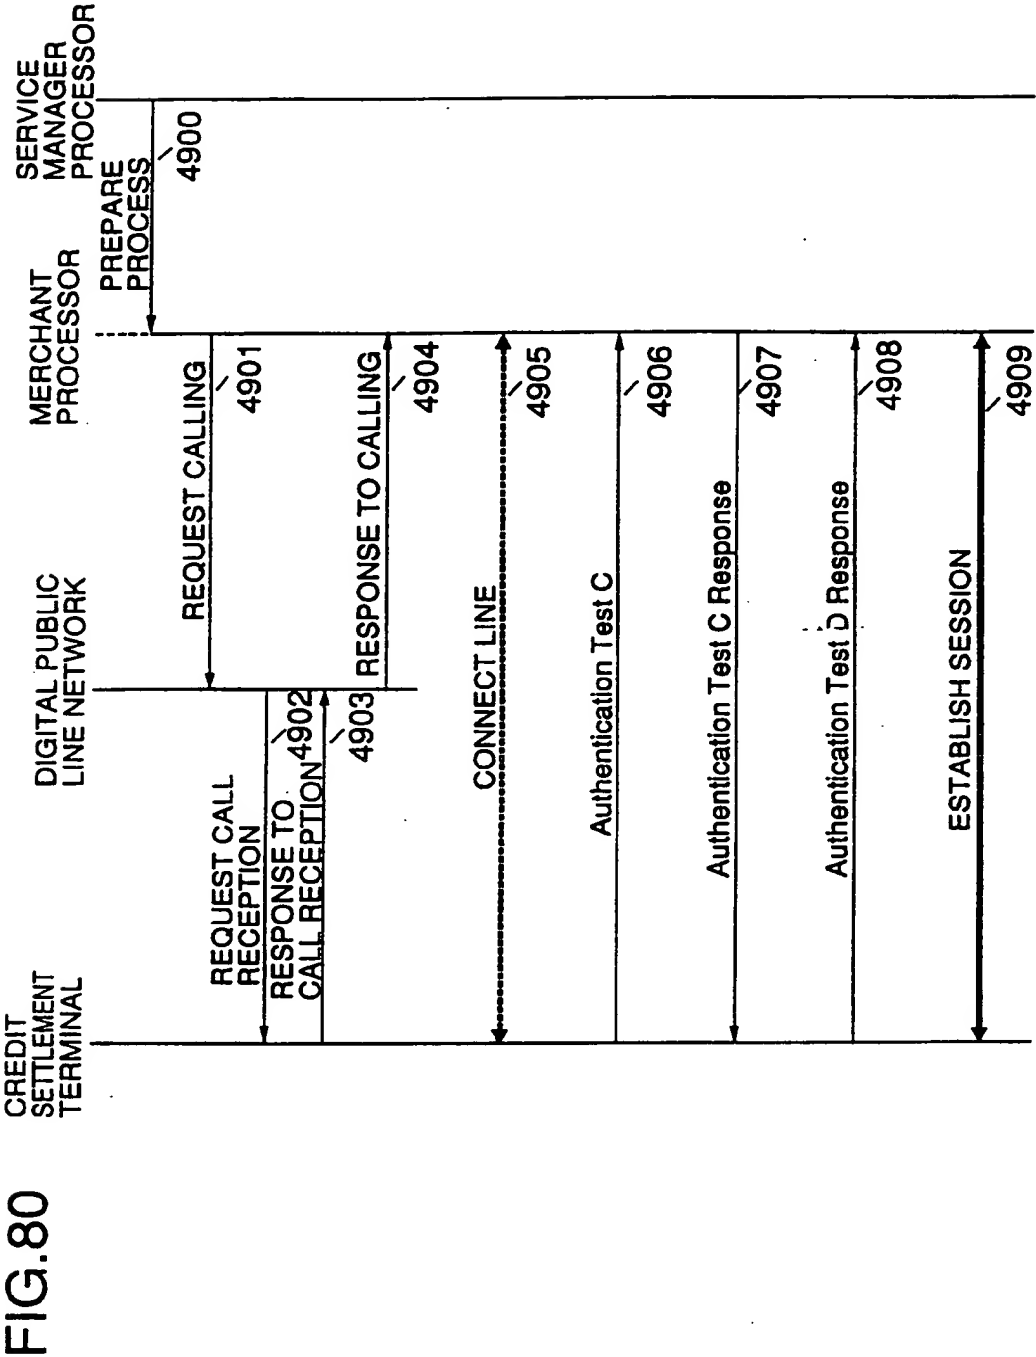 FIG.80
CREDIT
SETTLEMENT
TERMINAL
DIGITAL PUBLIC
LINE NETWORK
MERCHANT
PROCESSOR
SERVICE
MANAGER
PROCESSOR
PREPARE
PROCESS
4900
REQUEST CALLING
4901
REQUEST CALL
RECEPTION
4902
RESPONSE TO
CALL RECEPTION
4903
RESPONSE TO CALLING
4904
CONNECT LINE
4905
Authentication Test C
4906
Authentication Test C Response
4907
Authentication Test D Response
4908
ESTABLISH SESSION
4909